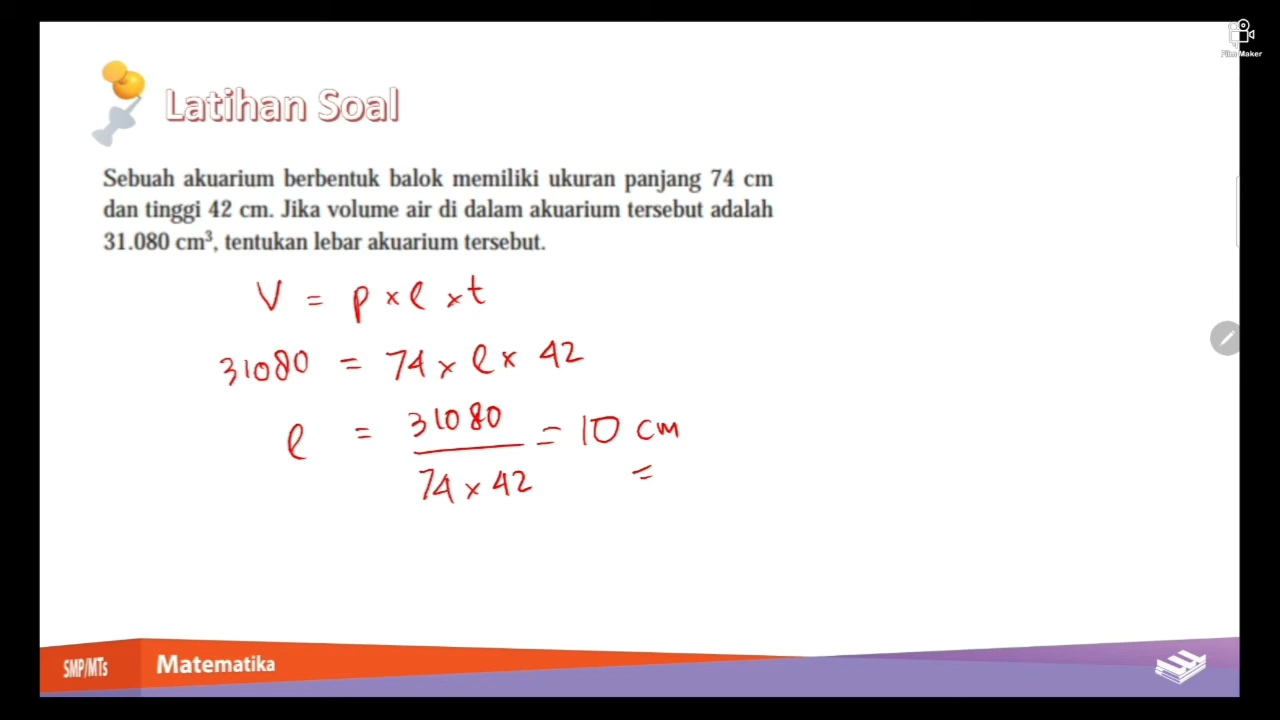 Film Maker
Latihan Soal
Sebuah akuarium berbentuk balok memiliki ukuran panjang 74 cm
dan tinggi 42 cm. Jika volume air di dalam akuarium tersebut adalah
31.080 cm³, tentukan lebar akuarium tersebut.
V = p × l × t
31080 = 74 × l × 42
l = 31080 / 74 × 42 = 10 cm
SMP/MTs Matematika